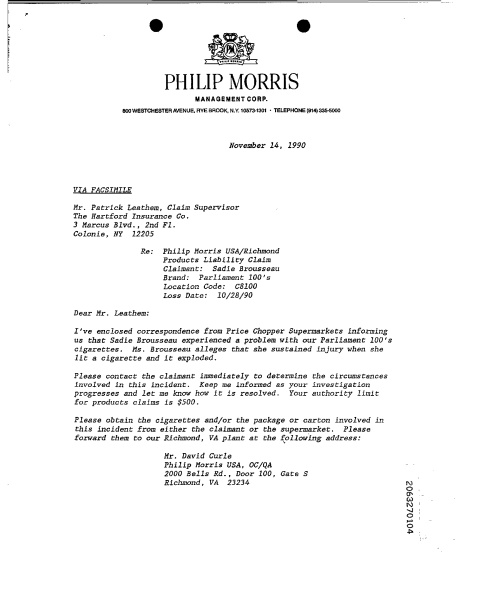 PHILIP MORRIS
MANAGEMENT CORP.
800 WESTCHESTER AVENUE, RYE BROOK, N.Y. 10573-1301 · TELEPHONE (914) 335-5000
November 14, 1990
VIA FACSIMILE
Mr. Patrick Leathem, Claim Supervisor
The Hartford Insurance Co.
3 Marcus Blvd., 2nd Fl.
Colonie, NY 12205
Re: Philip Morris USA/Richmond
Products Liability Claim
Claimant: Sadie Brousseau
Brand: Parliament 100's
Location Code: C8100
Loss Date: 10/28/90
Dear Mr. Leathem:
I've enclosed correspondence from Price Chopper Supermarkets informing
us that Sadie Brousseau experienced a problem with our Parliament 100's
cigarettes. Ms. Brousseau alleges that she sustained injury when she
lit a cigarette and it exploded.
Please contact the claimant immediately to determine the circumstances
involved in this incident. Keep me informed as your investigation
progresses and let me know how it is resolved. Your authority limit
for products claims is $500.
Please obtain the cigarettes and/or the package or carton involved in
this incident from either the claimant or the supermarket. Please
forward them to our Richmond, VA plant at the following address:
Mr. David Gurle
Philip Morris USA, OC/QA
2000 Bells Rd., Door 100, Gate S
Richmond, VA 23234
2063270104